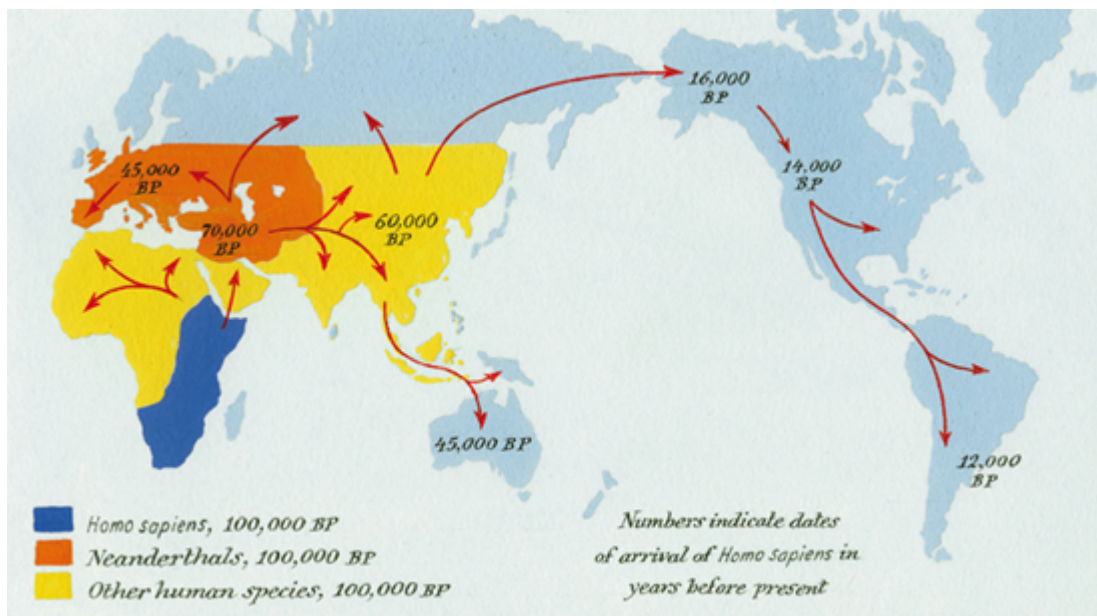 16,000
BP
45,000
BP
14,000
BP
70,000
BP
60,000
BP
45,000 BP
12,000
BP
Homo sapiens, 100,000 BP
Neanderthals, 100,000 BP
Other human species, 100,000 BP
Numbers indicate dates
of arrival of Homo sapiens in
years before present